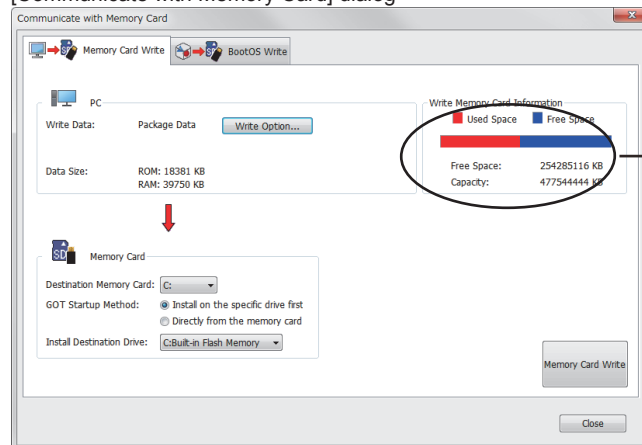 [Communicate with Memory Card] dialog
Communicate with Memory Card
x
Memory Card Write
BootOS Write
PC
Write Data: Package Data Write Option...
Data Size: ROM: 18381 KB
RAM: 39750 KB
Write Memory Card Information
Used Space Free Space
Free Space: 254285116 KB
Capacity: 477544444 KB
SD Memory Card
Destination Memory Card: C:
GOT Startup Method: Install on the specific drive first
Directly from the memory card
Install Destination Drive: C:Built-in Flash Memory
Memory Card Write
Close